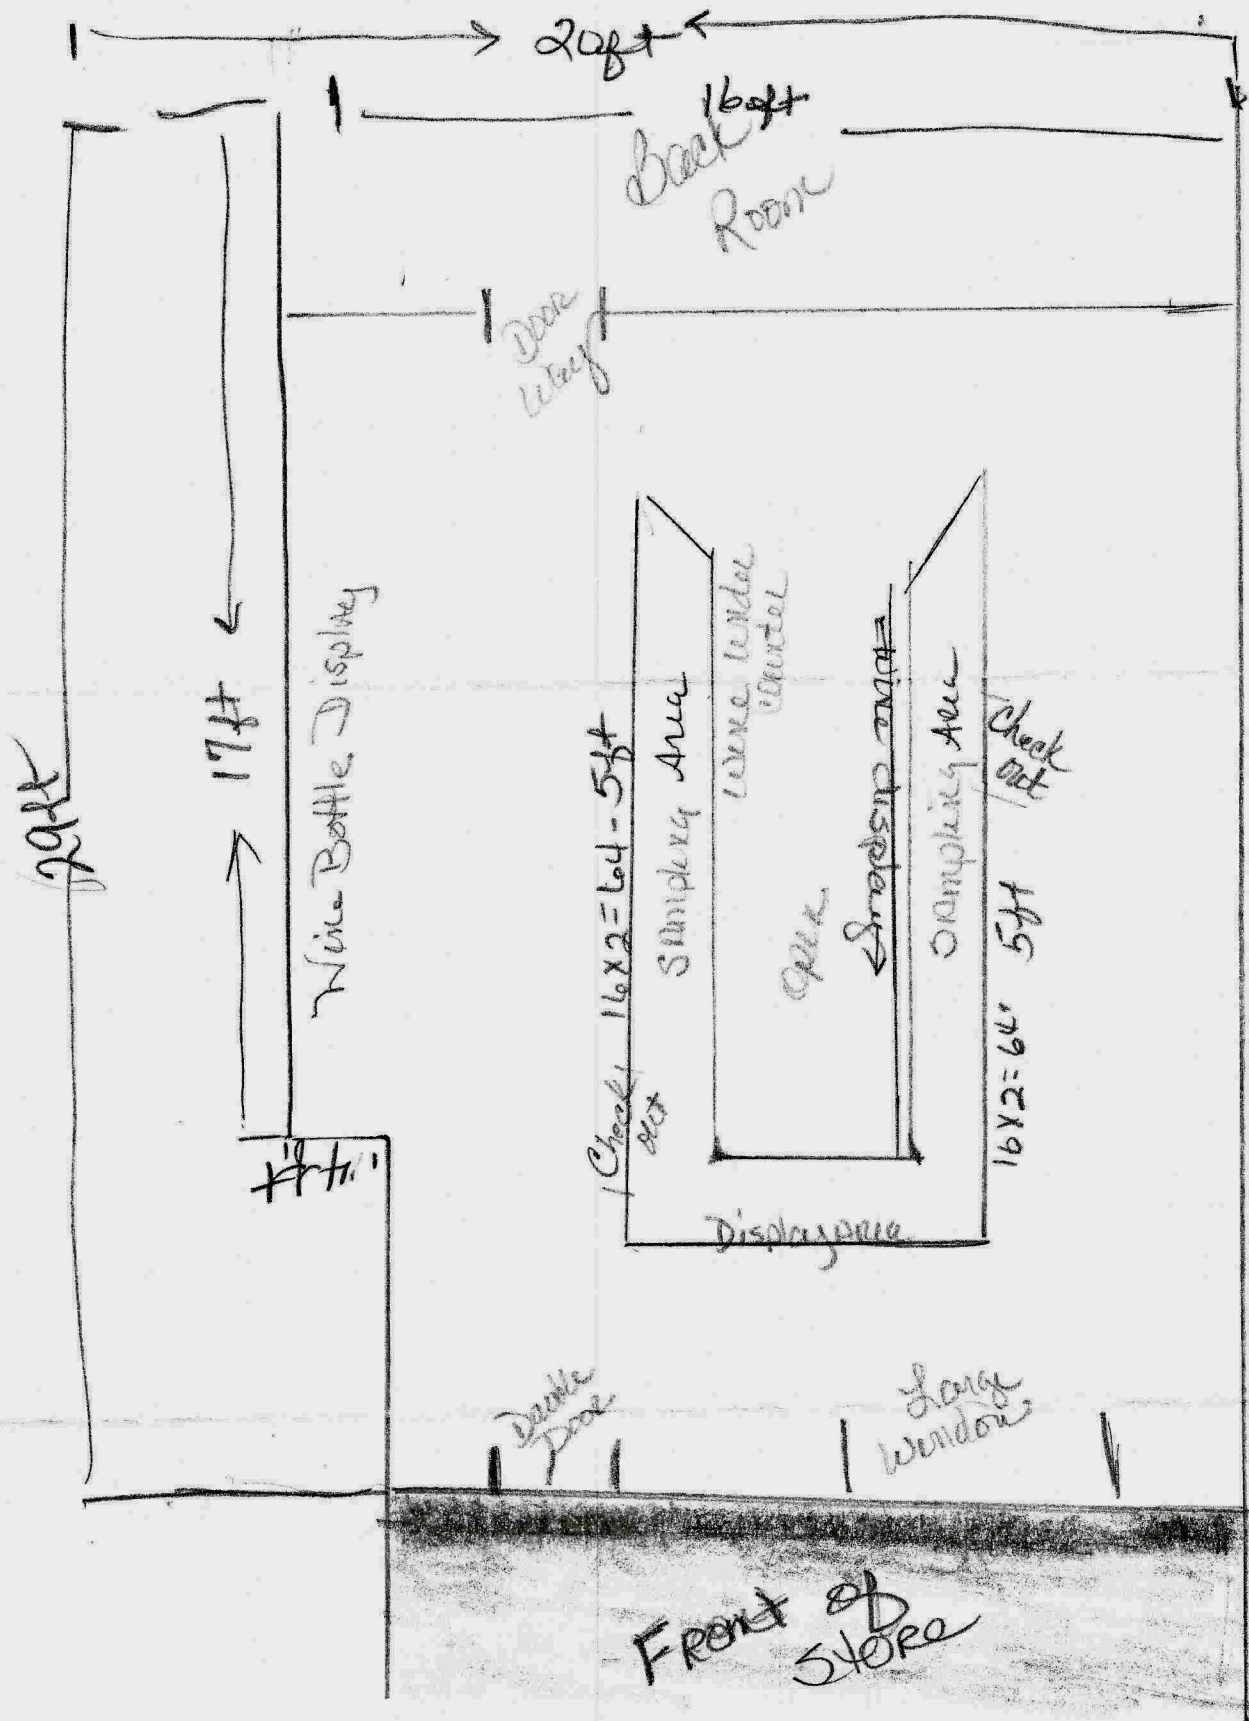 20ft
16 ft
Back
Room
Door
Way
29ft
17ft
Wine Bottle Display
16x2=64-5ft
Sampling Area
Wine under
Counter
Open
Wine display
Sampling Area
Check
out
16x2=64" 5ft
Check
out
Display Area
Double
Door
Large
Window
Front of
Store